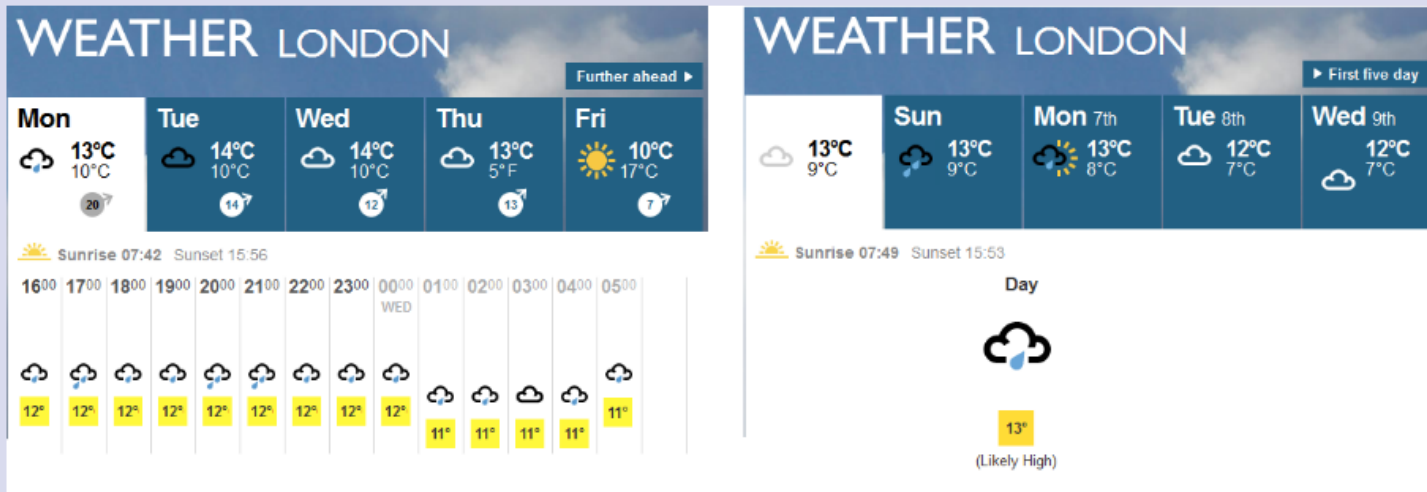 WEATHER LONDON
Further ahead ►
Mon Tue Wed Thu Fri
13°C 14°C 14°C 13°C 10°C
10°C 10°C 10°C 5°F 17°C
20 14 12 13 7
Sunrise 07:42 Sunset 15:56
1600 1700 1800 1900 2000 2100 2200 2300 0000 0100 0200 0300 0400 0500
WED
12° 12° 12° 12° 12° 12° 12° 12° 12° 11°
11° 11° 11° 11°
WEATHER LONDON
► First five day
Sun Mon 7th Tue 8th Wed 9th
13°C 13°C 13°C 12°C 12°C
9°C 9°C 8°C 7°C 7°C
Sunrise 07:49 Sunset 15:53
Day
13°
(Likely High)